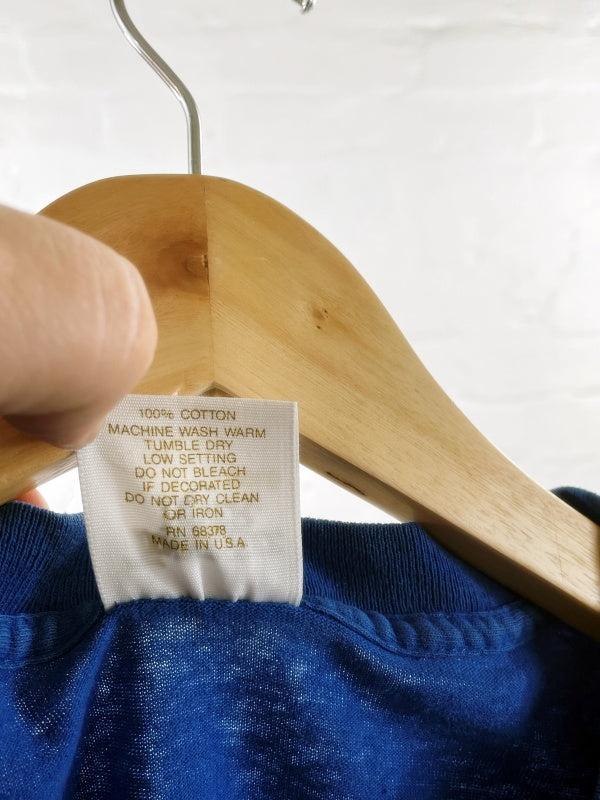 100% COTTON
MACHINE WASH WARM
TUMBLE DRY
LOW SETTING
DO NOT BLEACH
IF DECORATED
DO NOT DRY CLEAN
OR IRON
RN 68378
MADE IN U.S.A